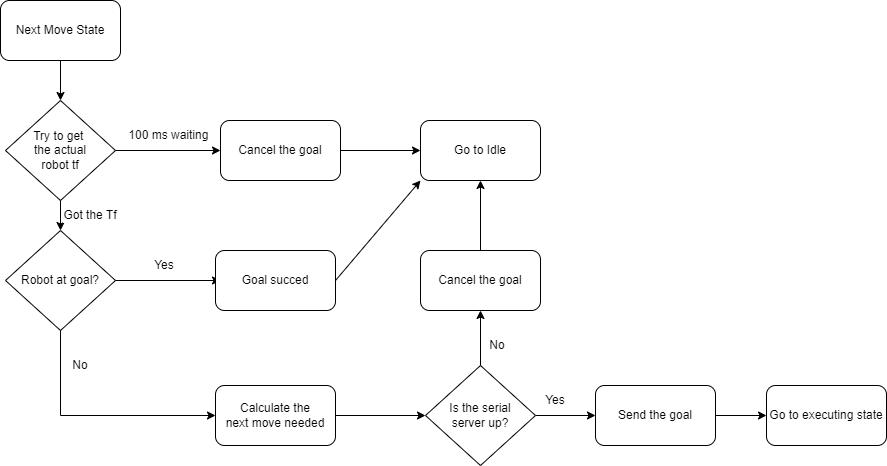 Next Move State
Try to get
the actual
robot tf
100 ms waiting
Cancel the goal
Go to Idle
Got the Tf
Robot at goal?
Yes
Goal succed
Cancel the goal
No
No
Calculate the
next move needed
Is the serial
server up?
Yes
Send the goal
Go to executing state